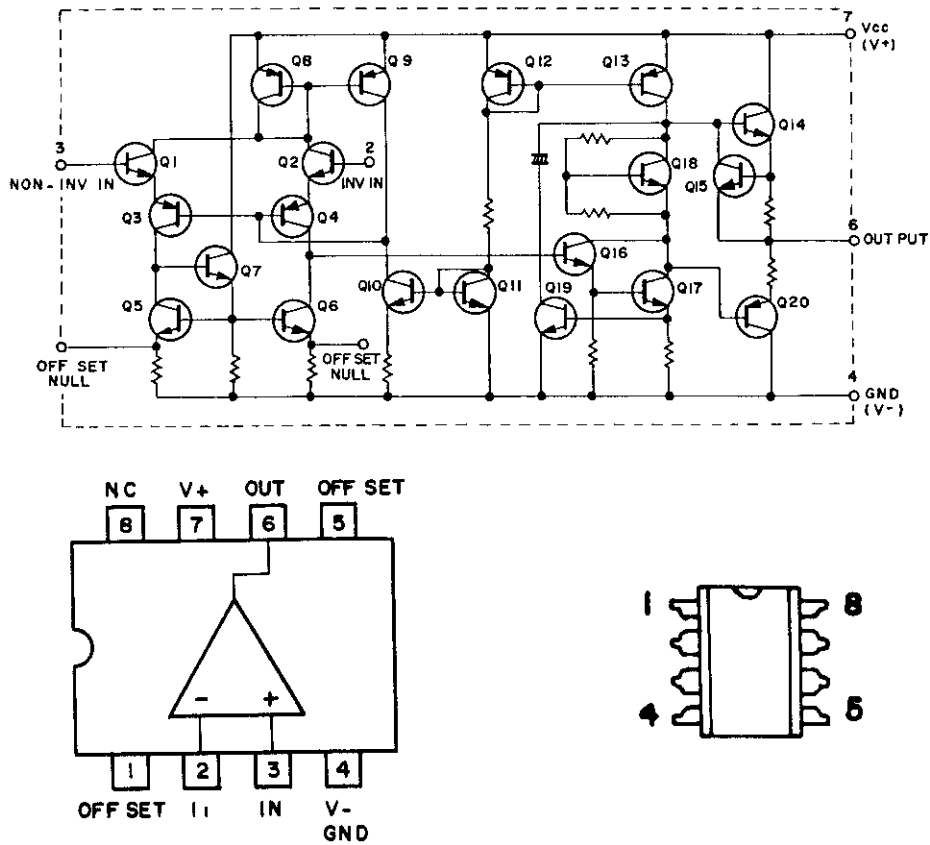 7
Vcc
(V+)
Q8
Q9
Q12
Q13
Q14
3
Q1
Q2
2
NON-INV IN
INV IN
Q18
Q15
Q3
Q4
6
OUTPUT
Q7
Q16
Q10
Q11
Q19
Q17
Q20
Q5
Q6
OFF SET
NULL
OFF SET
NULL
4
GND
(V-)
NC
V+
OUT
OFF SET
8
7
6
5
1
8
-
+
4
5
1
2
3
4
OFF SET
I1
IN
V-
GND